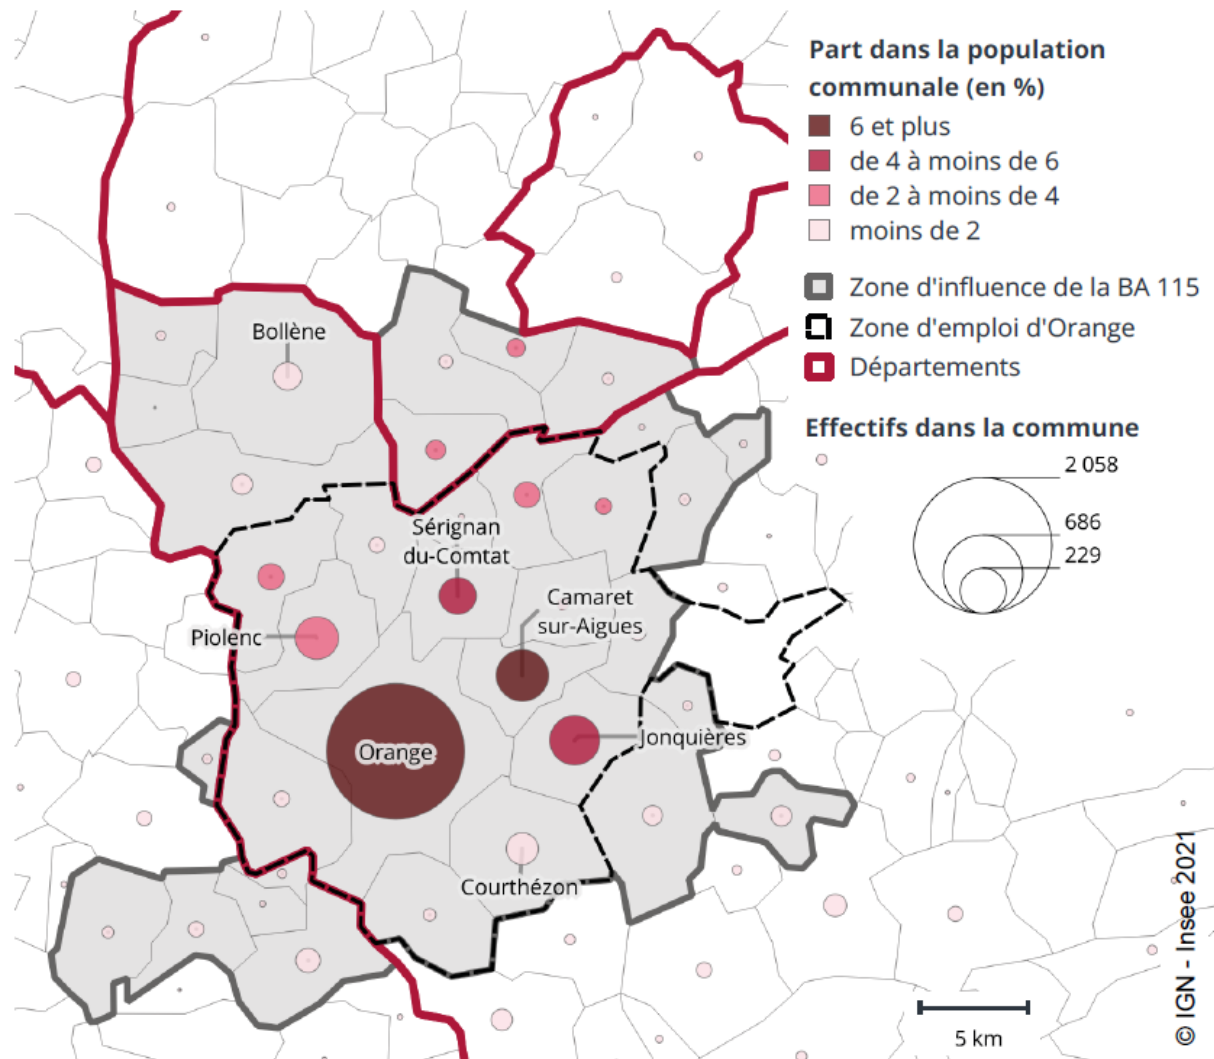 Part dans la population
communale (en %)
6 et plus
de 4 à moins de 6
de 2 à moins de 4
moins de 2
Zone d'influence de la BA 115
Zone d'emploi d'Orange
Départements
Effectifs dans la commune
2 058
686
229
Bollène
Sérignan
du-Comtat
Camaret
sur-Aigues
Piolenc
Orange
Jonquières
Courthézon
5 km
© IGN - Insee 2021